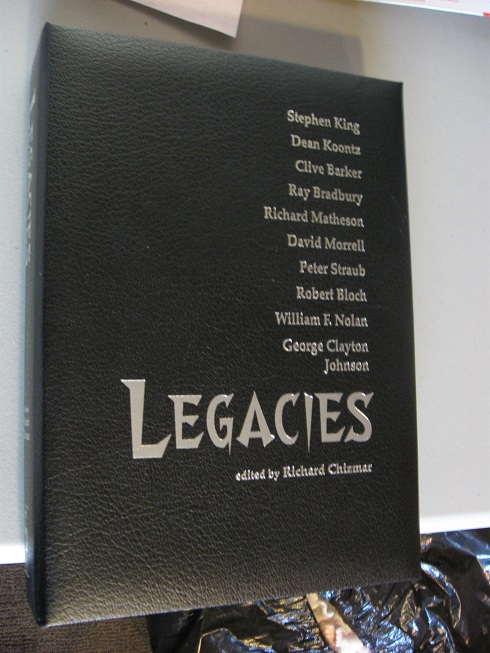 Stephen King
Dean Koontz
Clive Barker
Ray Bradbury
Richard Matheson
David Morrell
Peter Straub
Robert Bloch
William F. Nolan
George Clayton
Johnson
LEGACIES
edited by Richard Chizmar